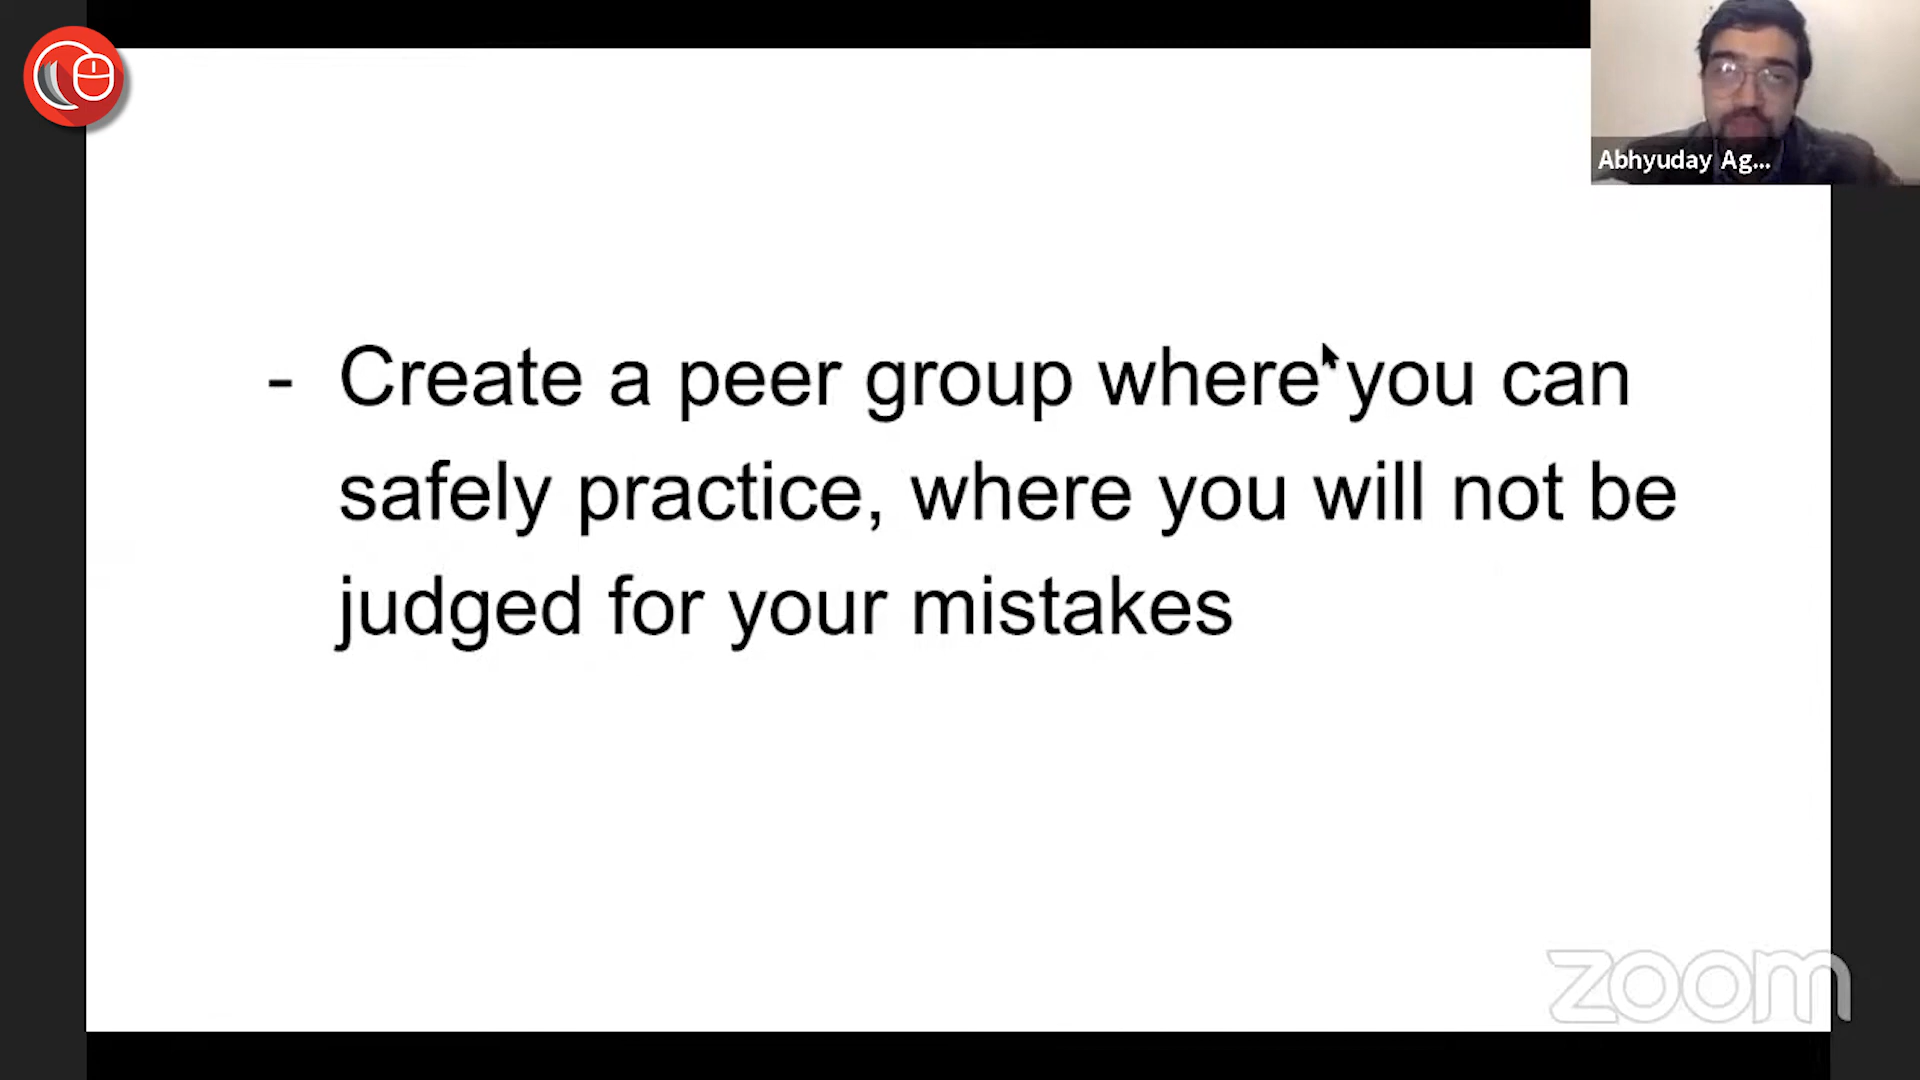 Abhyuday Ag...
- Create a peer group where you can
safely practice, where you will not be
judged for your mistakes
zoom